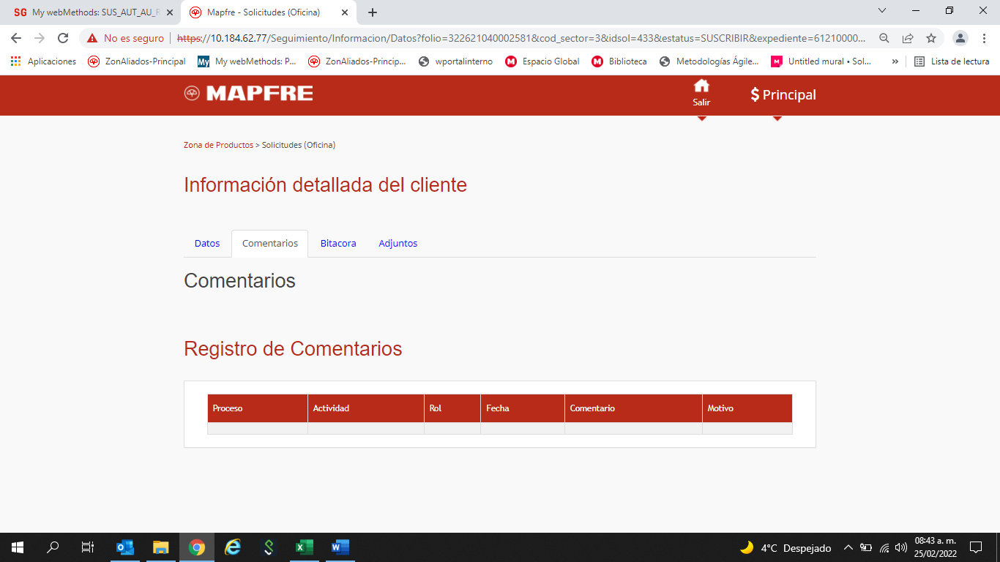 SG My webMethods: SUS_AUT_AU_R
Mapfre - Solicitudes (Oficina)
No es seguro https://10.184.62.77/Seguimiento/Informacion/Datos?folio=322621040002581&cod_sector=3&idsol=433&estatus=SUSCRIBIR&expediente=61210000...
Aplicaciones ZonAliados-Principal My My webMethods: P... ZonAliados-Princip... wportalinterno Espacio Global Biblioteca Metodologías Ágile... Untitled mural • Sol... » Lista de lectura
MAPFRE
Salir
$ Principal
Zona de Productos > Solicitudes (Oficina)
Información detallada del cliente
Datos Comentarios Bitacora Adjuntos
Comentarios
Registro de Comentarios
Proceso Actividad Rol Fecha Comentario Motivo
4°C Despejado
08:43 a. m.
25/02/2022